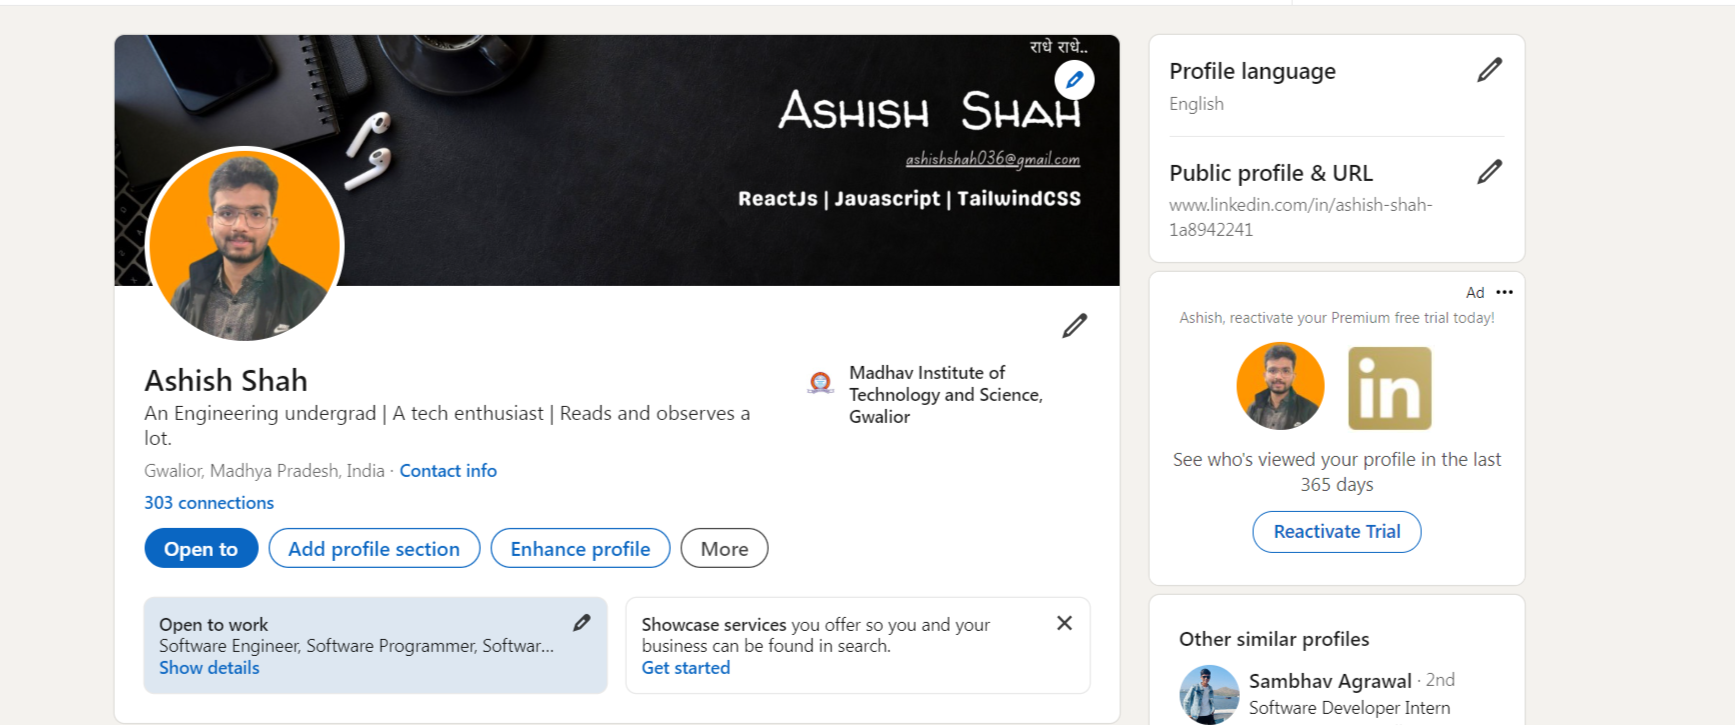 राधे राधे..
Ashish Shah
ashishshah036@gmail.com
ReactJs | Javascript | TailwindCSS
Ashish Shah
An Engineering undergrad | A tech enthusiast | Reads and observes a
lot.
Gwalior, Madhya Pradesh, India · Contact info
303 connections
Madhav Institute of
Technology and Science,
Gwalior
Open to
Add profile section
Enhance profile
More
Open to work
Software Engineer, Software Programmer, Softwar...
Show details
Showcase services you offer so you and your
business can be found in search.
Get started
Profile language
English
Public profile & URL
www.linkedin.com/in/ashish-shah-
1a8942241
Ad
Ashish, reactivate your Premium free trial today!
in
See who's viewed your profile in the last
365 days
Reactivate Trial
Other similar profiles
Sambhav Agrawal · 2nd
Software Developer Intern